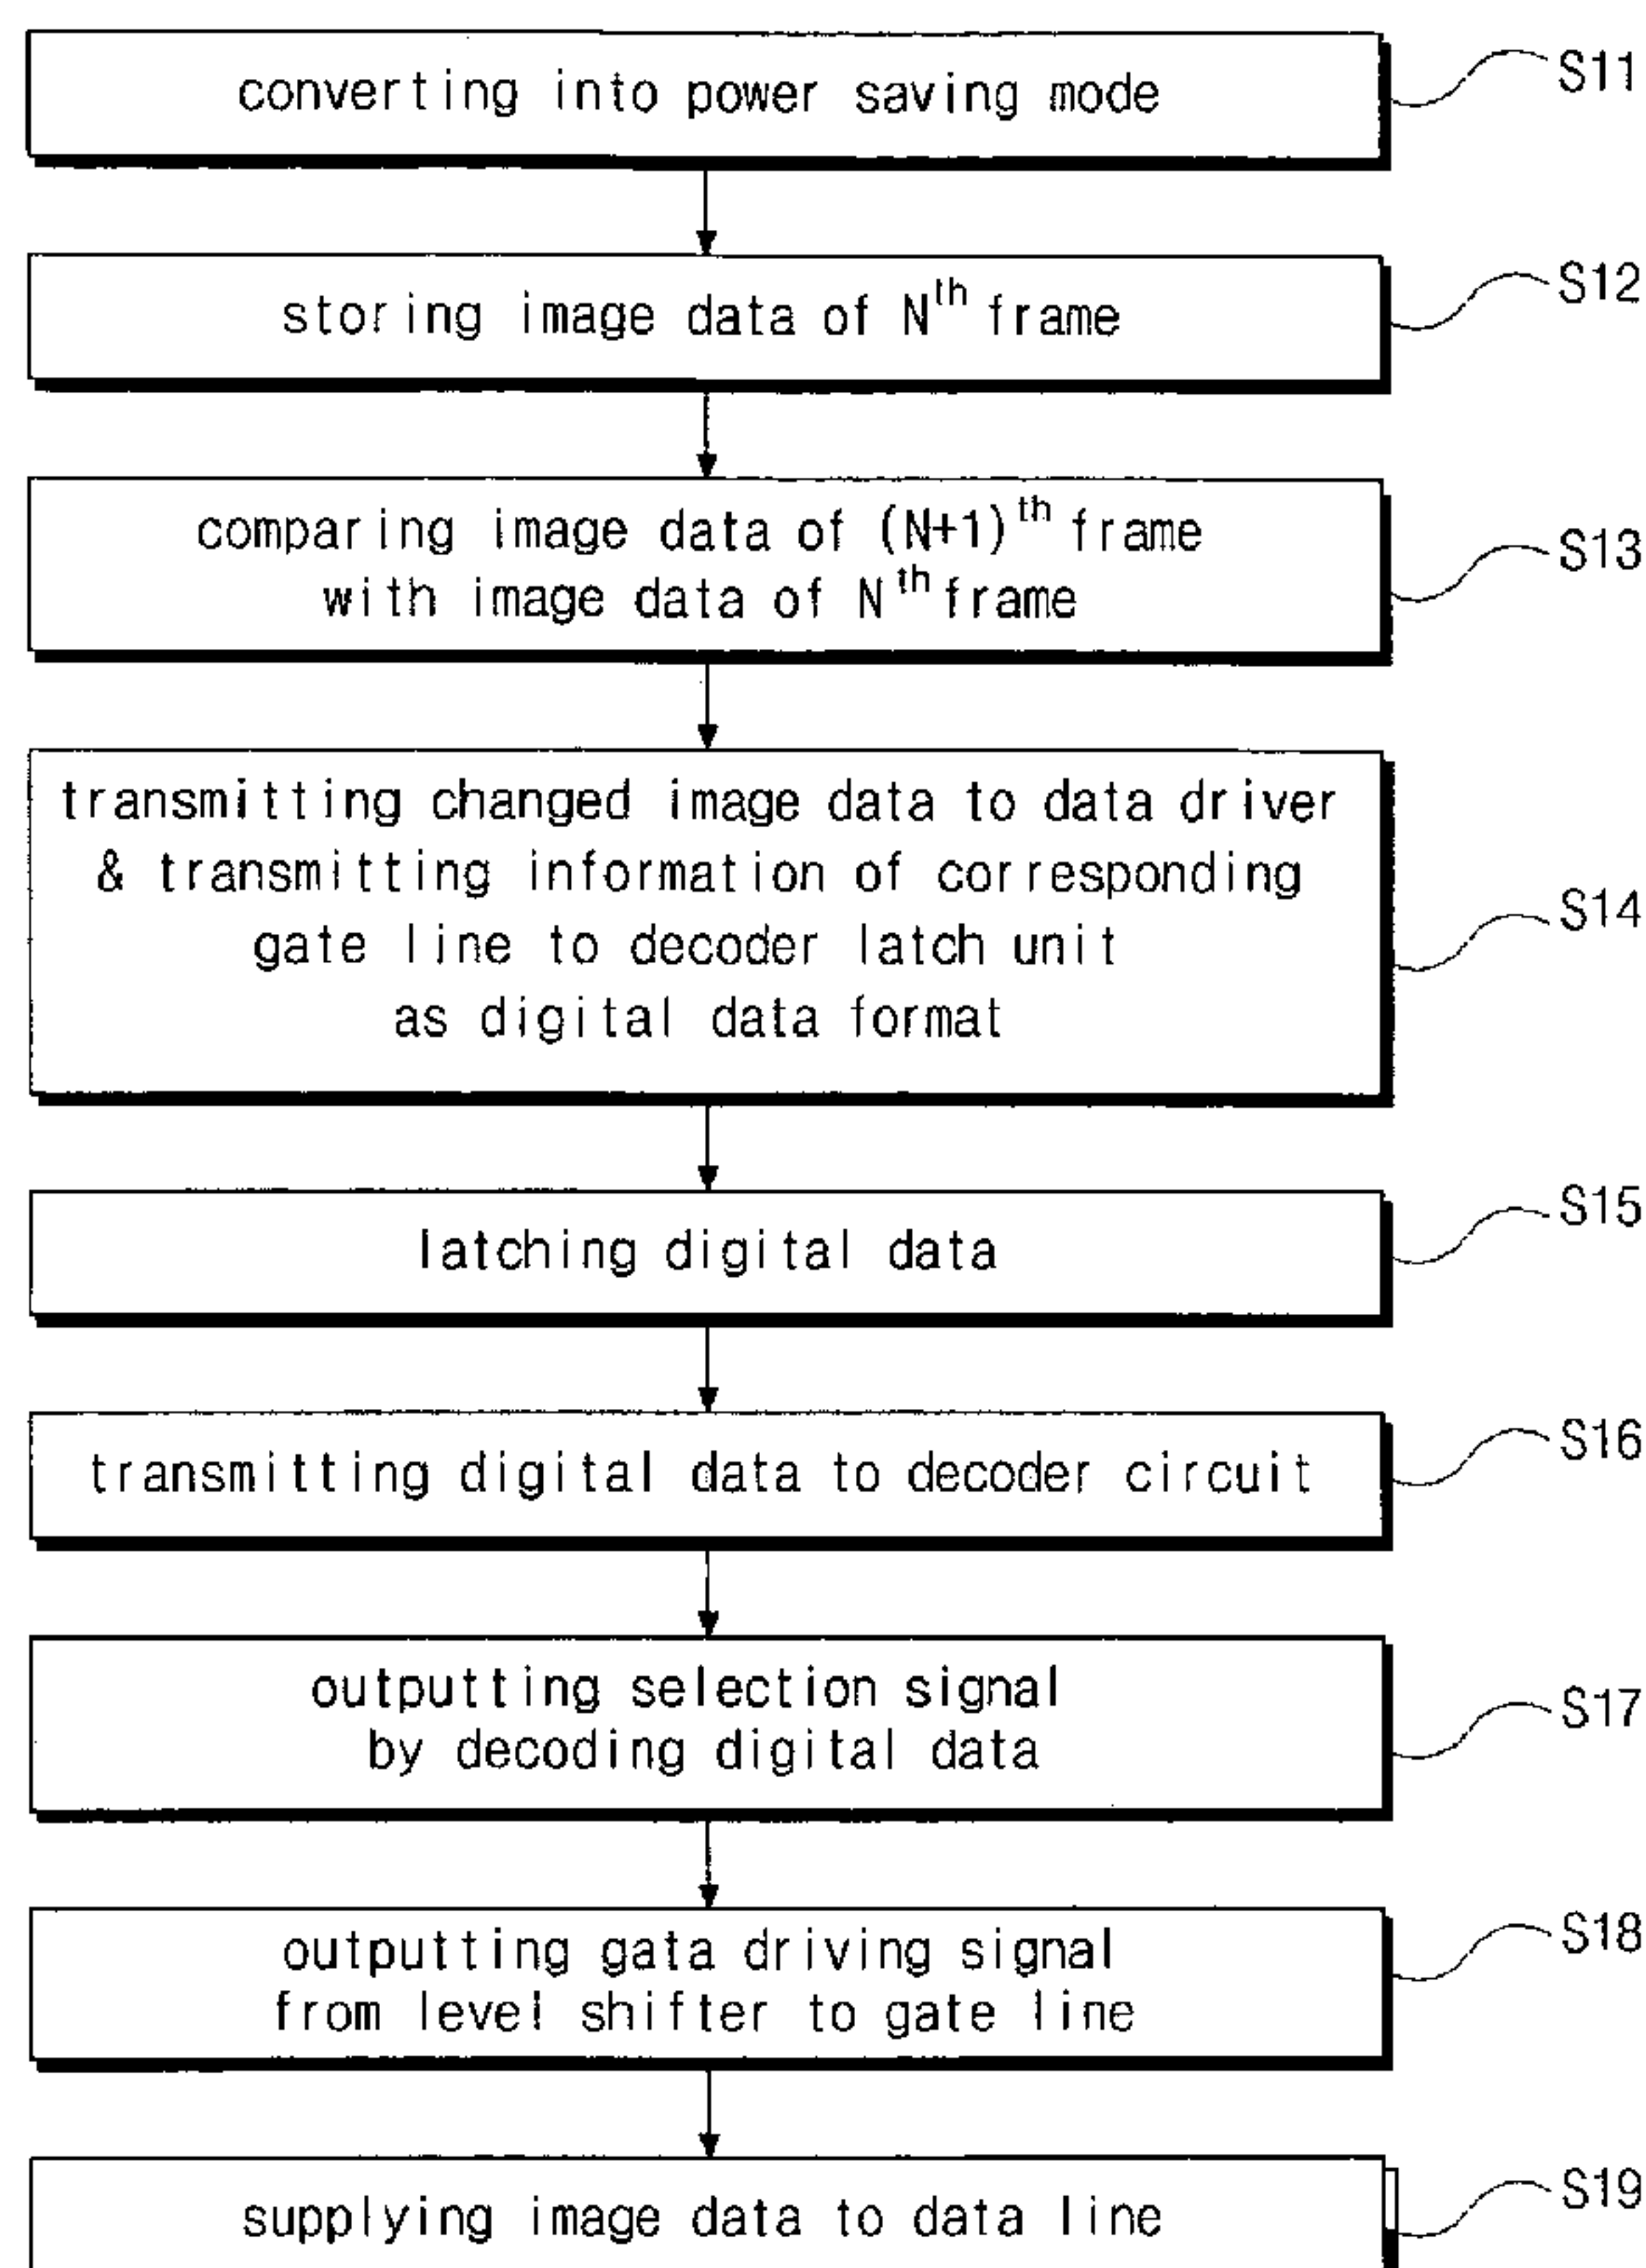 converting into power saving mode
S11
storing image data of Nth frame
S12
comparing image data of (N+1)th frame
with image data of Nth frame
S13
transmitting changed image data to data driver
& transmitting information of corresponding
gate line to decoder latch unit
as digital data format
S14
latching digital data
S15
transmitting digital data to decoder circuit
S16
outputting selection signal
by decoding digital data
S17
outputting gata driving signal
from level shifter to gate line
S18
supplying image data to data line
S19